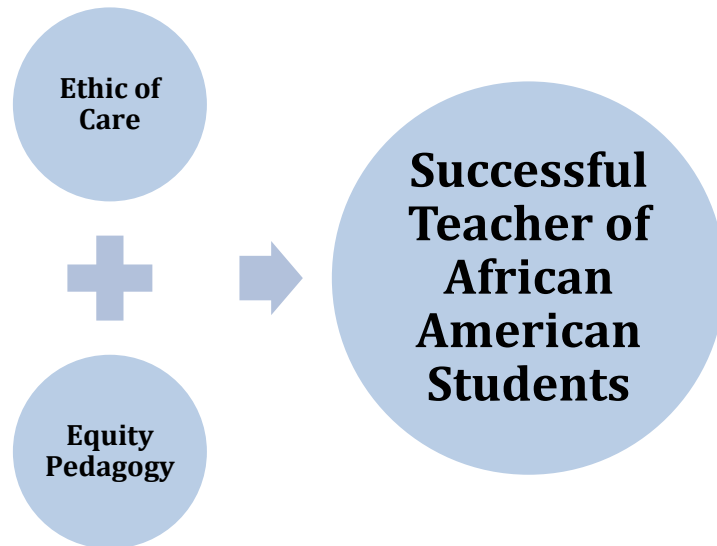 Ethic of
Care
Equity
Pedagogy
Successful
Teacher of
African
American
Students